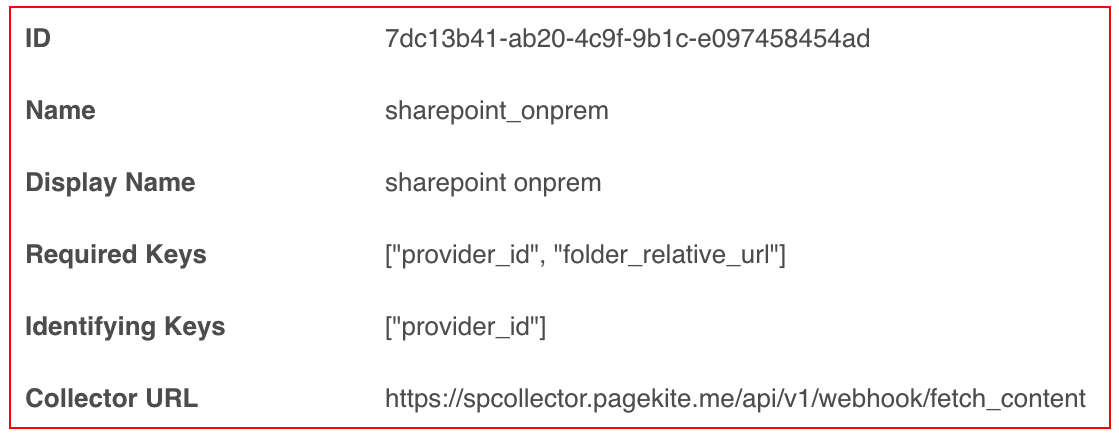 ID 7dc13b41-ab20-4c9f-9b1c-e097458454ad
Name sharepoint_onprem
Display Name sharepoint onprem
Required Keys ["provider_id", "folder_relative_url"]
Identifying Keys ["provider_id"]
Collector URL https://spcollector.pagekite.me/api/v1/webhook/fetch_content